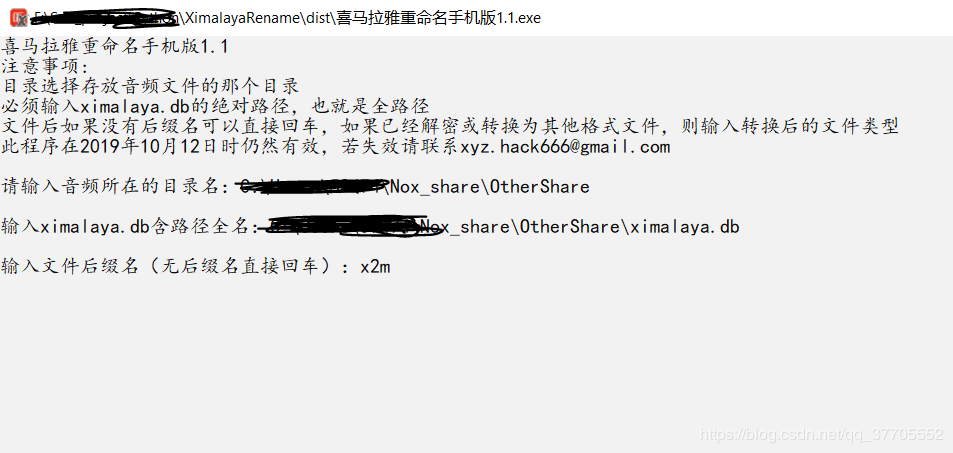 \XimalayaRename\dist\喜马拉雅重命名手机版1.1.exe
喜马拉雅重命名手机版1.1
注意事项:
目录选择存放音频文件的那个目录
必须输入ximalaya.db的绝对路径，也就是全路径
文件后如果没有后缀名可以直接回车，如果已经解密或转换为其他格式文件，则输入转换后的文件类型
此程序在2019年10月12日时仍然有效，若失效请联系xyz.hack666@gmail.com
请输入音频所在的目录名：\Nox_share\OtherShare
输入ximalaya.db含路径全名：\Nox_share\OtherShare\ximalaya.db
输入文件后缀名（无后缀名直接回车）：x2m
https://blog.csdn.net/qq_37705552